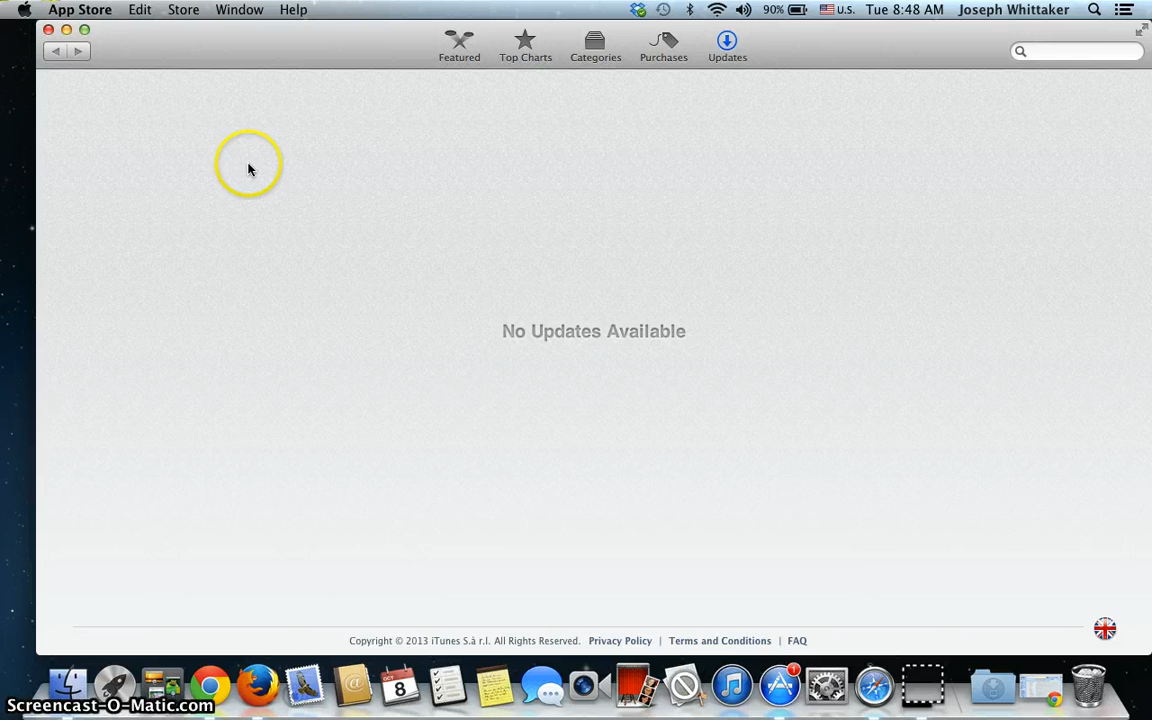 App Store Edit Store Window Help 90% U.S. Tue 8:48 AM Joseph Whittaker
Featured Top Charts Categories Purchases Updates
No Updates Available
Copyright © 2013 iTunes S.à r.l. All Rights Reserved. Privacy Policy | Terms and Conditions | FAQ
OCT
8
1
Screencast-O-Matic.com